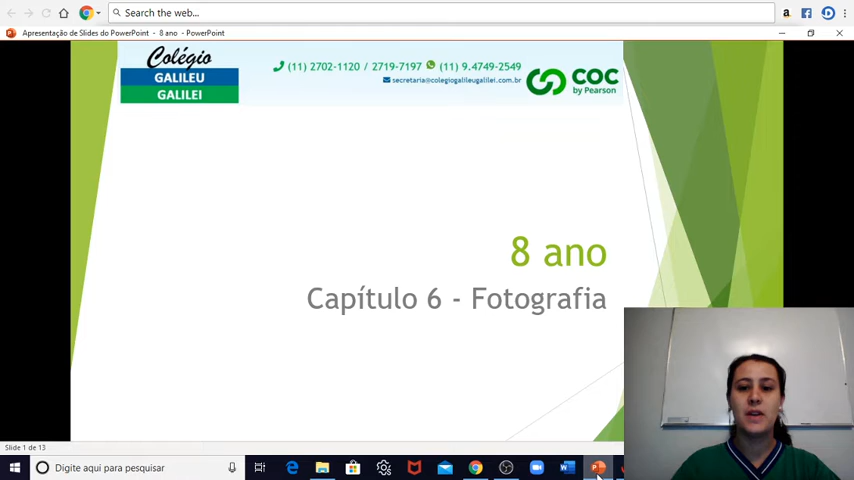 Search the web...
Apresentação de Slides do PowerPoint - 8 ano - PowerPoint
Colégio
GALILEU
GALILEI
(11) 2702-1120 / 2719-7197 (11) 9.4749-2549
secretaria@colegiogalileugalilei.com.br
COC
by Pearson
8 ano
Capítulo 6 - Fotografia
Slide 1 de 13
Digite aqui para pesquisar